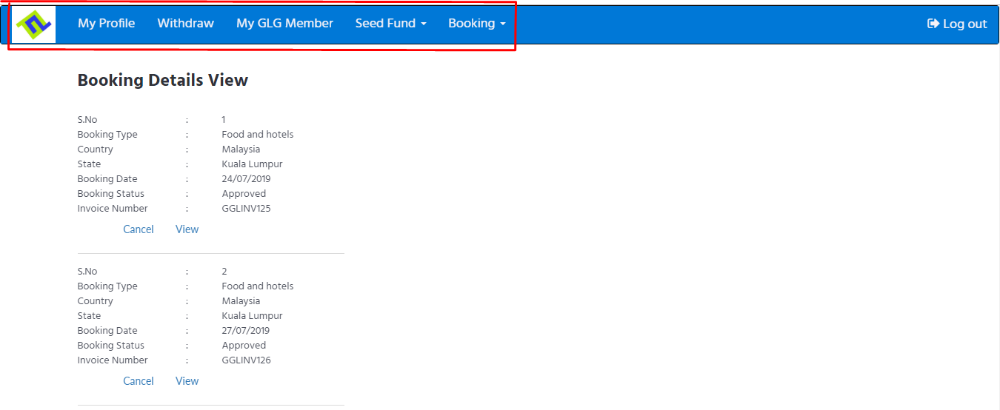 My Profile Withdraw My GLG Member Seed Fund Booking Log out
Booking Details View
S.No : 1
Booking Type : Food and hotels
Country : Malaysia
State : Kuala Lumpur
Booking Date : 24/07/2019
Booking Status : Approved
Invoice Number : GGLINV125
Cancel View
S.No : 2
Booking Type : Food and hotels
Country : Malaysia
State : Kuala Lumpur
Booking Date : 27/07/2019
Booking Status : Approved
Invoice Number : GGLINV126
Cancel View